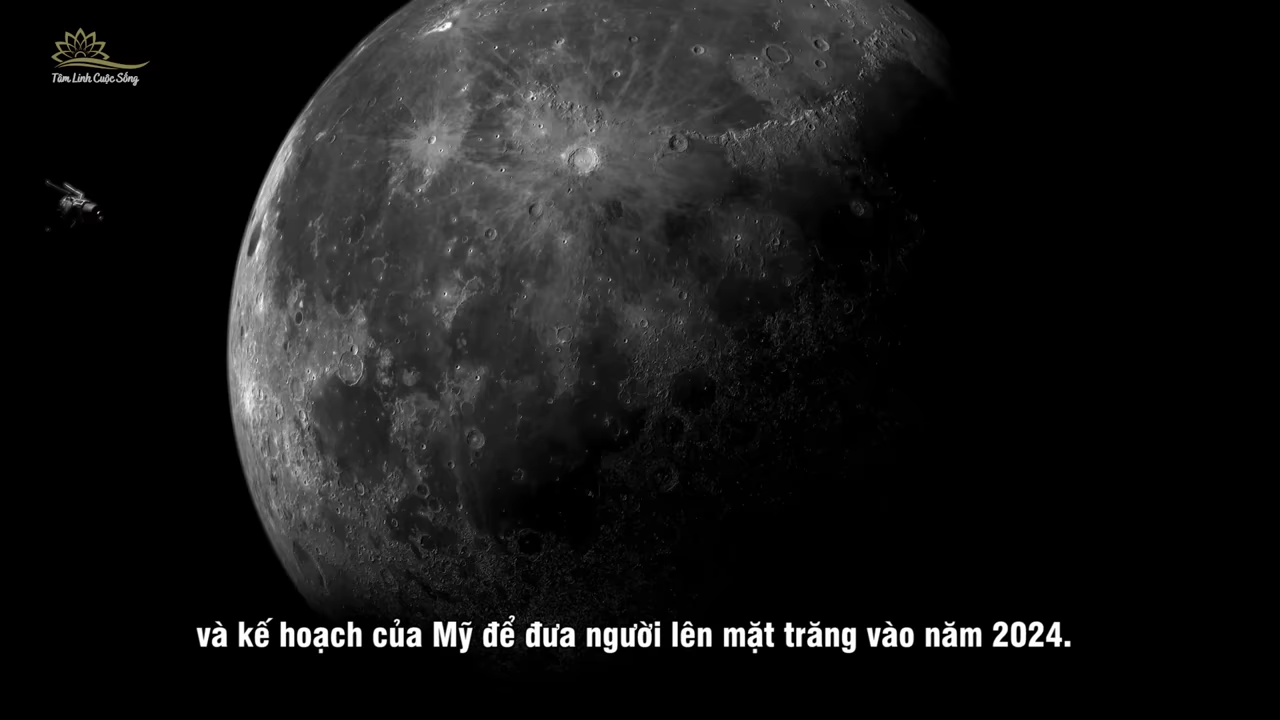 Tâm Linh Cuộc Sống
và kế hoạch của Mỹ để đưa người lên mặt trăng vào năm 2024.